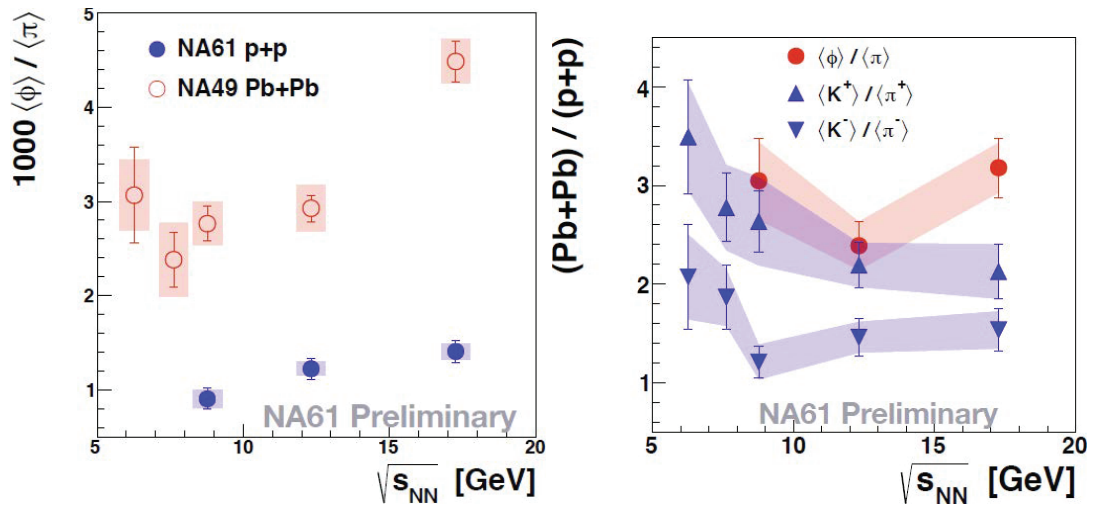 1000 ⟨ϕ⟩ / ⟨π⟩
5
4
3
2
1
NA61 p+p
NA49 Pb+Pb
NA61 Preliminary
5 10 15 20
√sNN [GeV]
(Pb+Pb) / (p+p)
4
3
2
1
⟨ϕ⟩ / ⟨π⟩
⟨K+⟩ / ⟨π+⟩
⟨K-⟩ / ⟨π-⟩
NA61 Preliminary
5 10 15 20
√sNN [GeV]